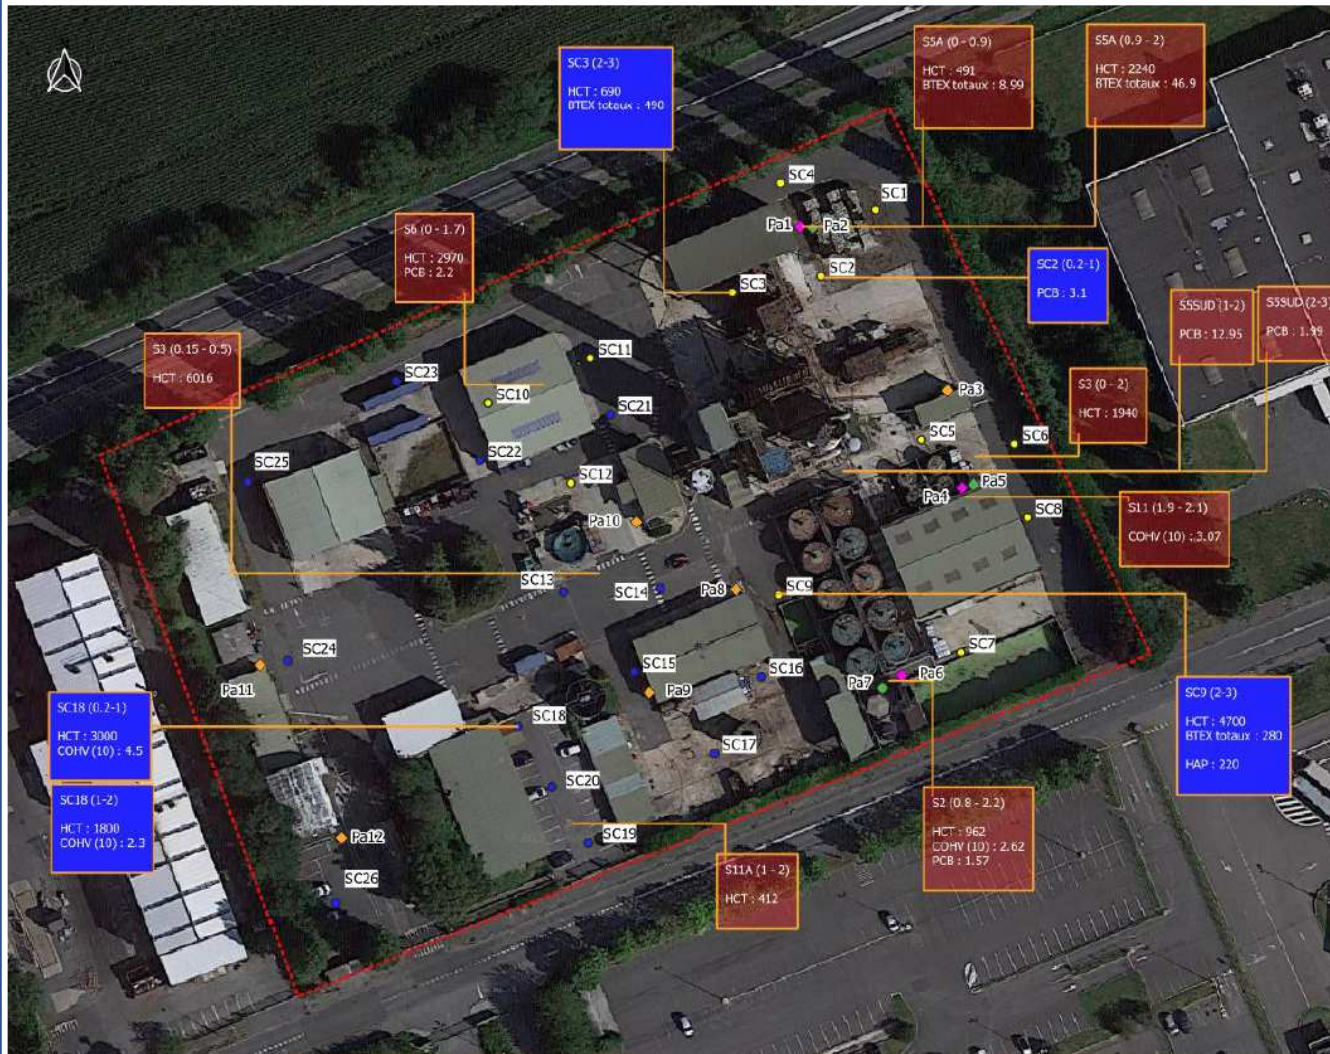 S5A (0 - 0.9)
HCT : 491
BTEX totaux : 8.99
S5A (0.9 - 2)
HCT : 2240
BTEX totaux : 46.9
SC3 (2-3)
HCT : 690
BTEX totaux : 490
SC4
SC1
Pa1
Pa2
S6 (0 - 1.7)
HCT : 2970
PCB : 2.2
SC2
SC2 (0.2-1)
PCB : 3.1
SC3
S5SUD (1-2)
PCB : 12.95
S5SUD (2-3)
PCB : 1.99
S3 (0.15 - 0.5)
HCT : 6016
SC11
SC23
SC10
SC21
Pa3
S3 (0 - 2)
HCT : 1940
SC5
SC6
SC22
SC25
SC12
Pa4
Pa5
S11 (1.9 - 2.1)
COHV (10) : 3.07
SC8
Pa10
SC13
SC14
Pa8
SC9
SC24
Pa11
SC15
Pa9
SC16
SC7
Pa7
Pa6
SC9 (2-3)
HCT : 4700
BTEX totaux : 280
HAP : 220
SC18 (0.2-1)
HCT : 3000
COHV (10) : 4.5
SC18
SC17
SC18 (1-2)
HCT : 1800
COHV (10) : 2.3
SC20
S2 (0.8 - 2.2)
HCT : 962
COHV (10) : 2.62
PCB : 1.57
Pa12
SC19
S11A (1 - 2)
HCT : 412
SC26